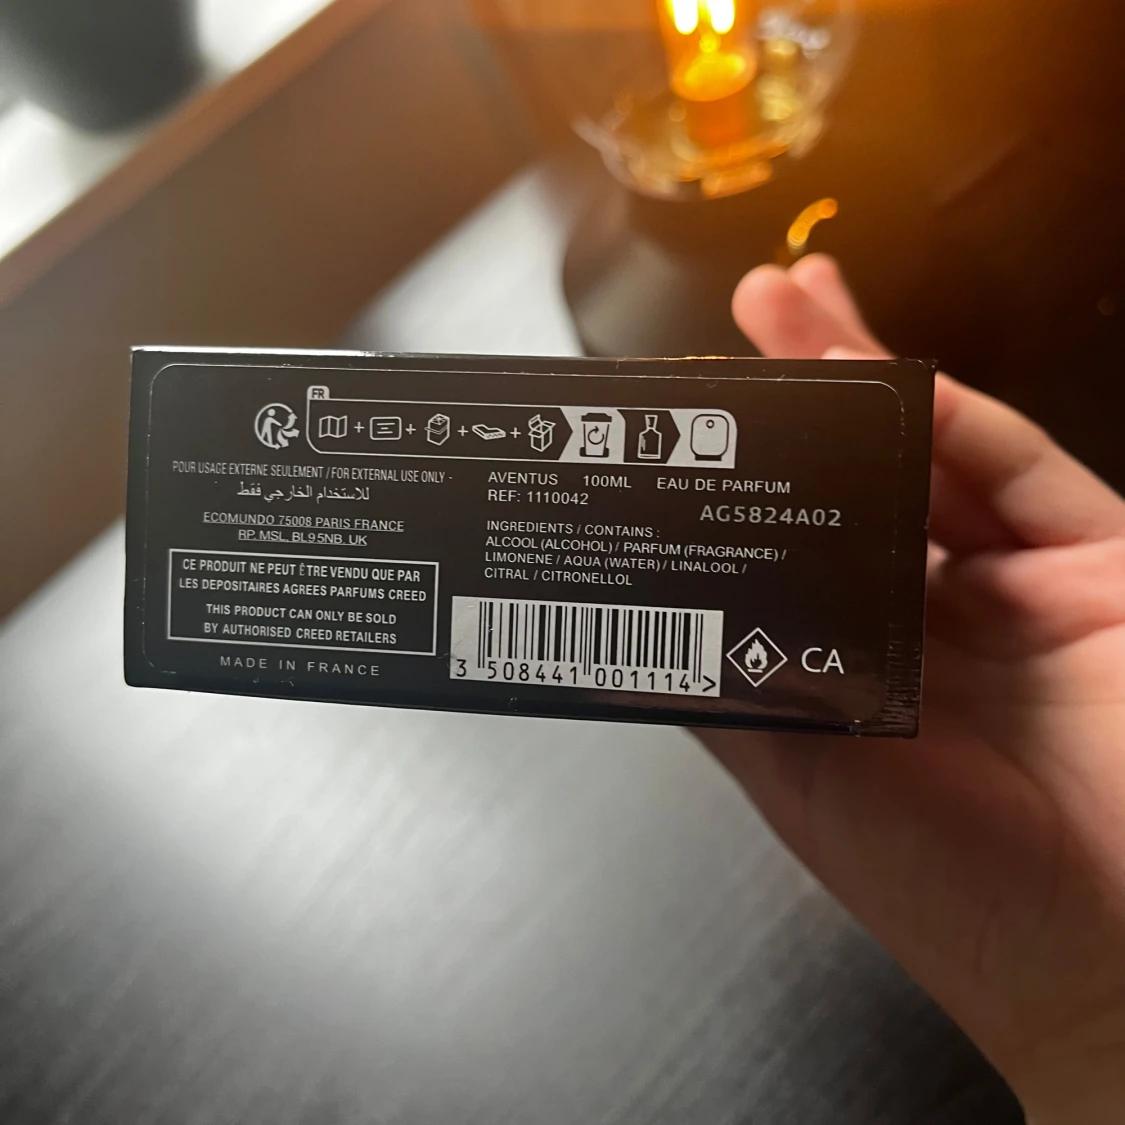 FR
POUR USAGE EXTERNE SEULEMENT / FOR EXTERNAL USE ONLY -
للاستخدام الخارجي فقط
ECOMUNDO 75008 PARIS FRANCE
RP. MSL, BL9 5NB, UK
CE PRODUIT NE PEUT ÊTRE VENDU QUE PAR
LES DEPOSITAIRES AGREES PARFUMS CREED
THIS PRODUCT CAN ONLY BE SOLD
BY AUTHORISED CREED RETAILERS
MADE IN FRANCE
AVENTUS 100ML EAU DE PARFUM
REF: 1110042
AG5824A02
INGREDIENTS / CONTAINS :
ALCOOL (ALCOHOL) / PARFUM (FRAGRANCE) /
LIMONENE / AQUA (WATER) / LINALOOL /
CITRAL / CITRONELLOL
3 508441 001114 >
CA